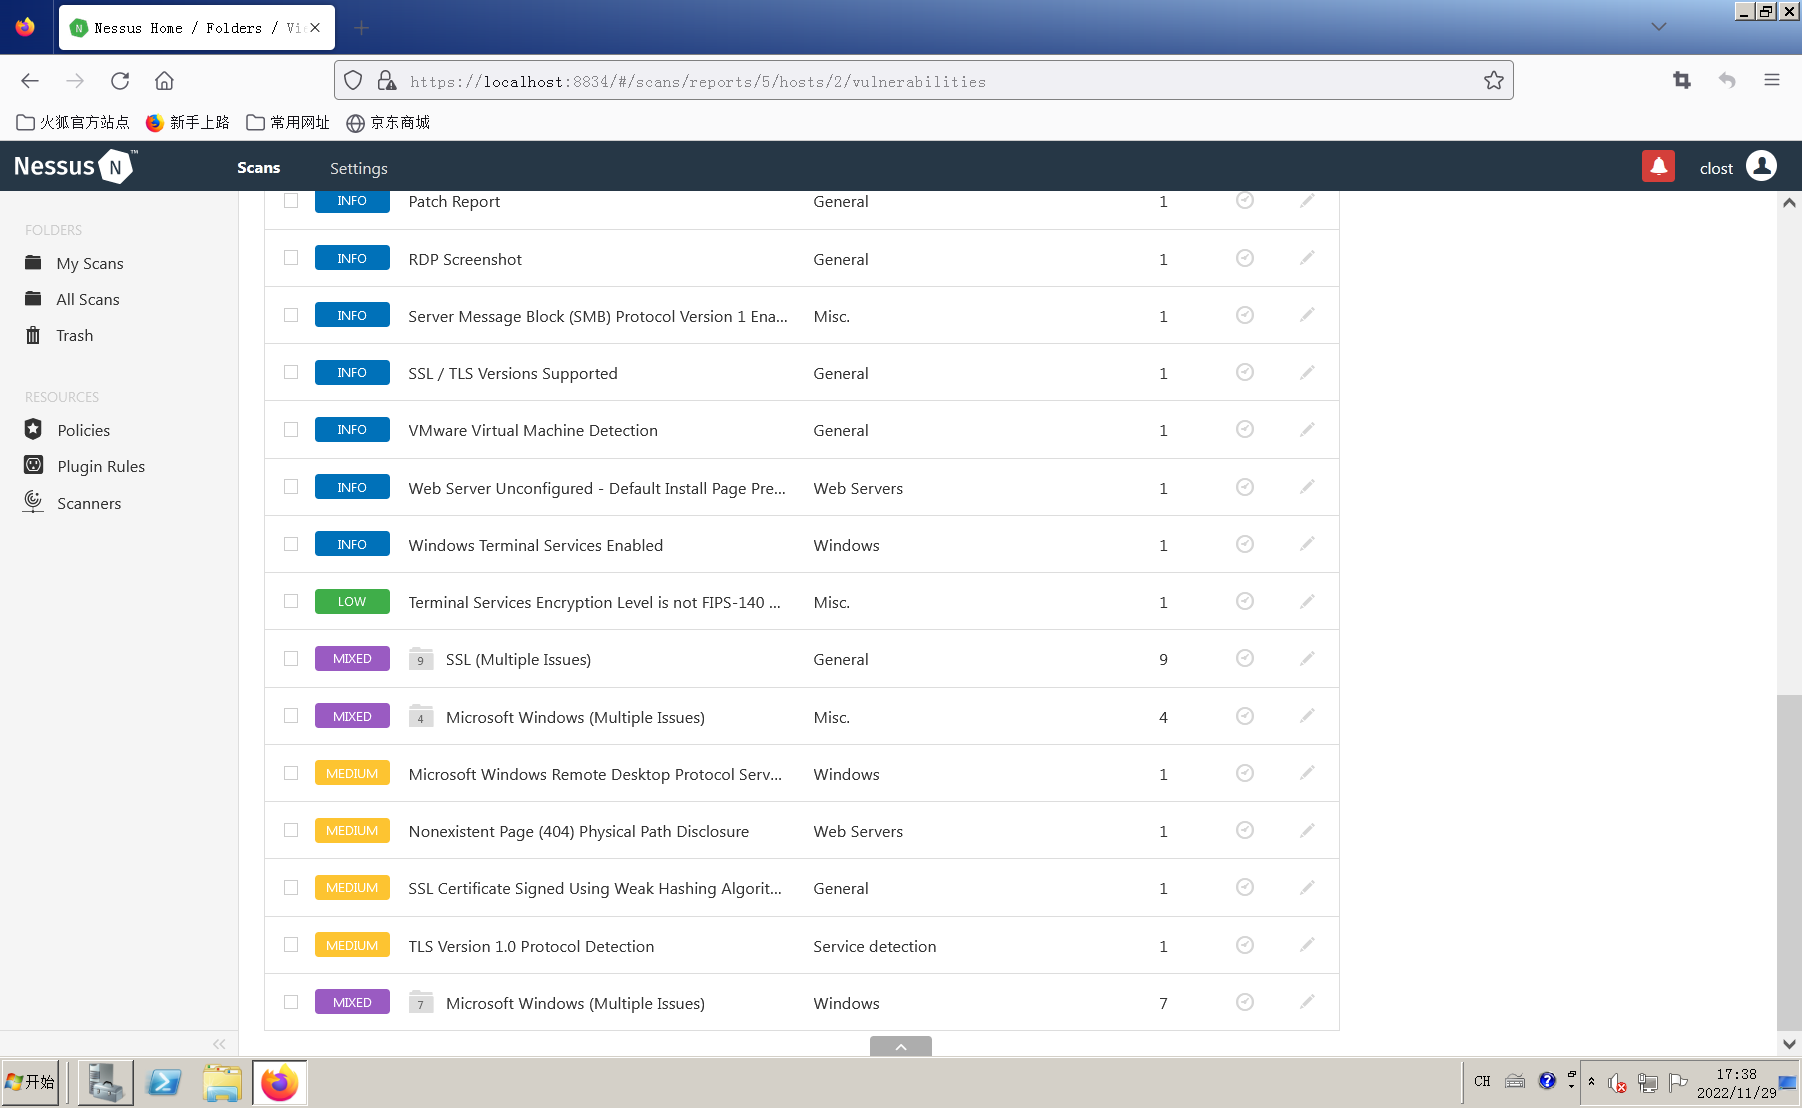 Nessus Home / Folders / Vi
https://localhost:8834/#/scans/reports/5/hosts/2/vulnerabilities
火狐官方站点
新手上路
常用网址
京东商城
Nessus N ™
Scans
Settings
clost
FOLDERS
My Scans
All Scans
Trash
RESOURCES
Policies
Plugin Rules
Scanners
INFO Patch Report General 1
INFO RDP Screenshot General 1
INFO Server Message Block (SMB) Protocol Version 1 Ena... Misc. 1
INFO SSL / TLS Versions Supported General 1
INFO VMware Virtual Machine Detection General 1
INFO Web Server Unconfigured - Default Install Page Pre... Web Servers 1
INFO Windows Terminal Services Enabled Windows 1
LOW Terminal Services Encryption Level is not FIPS-140 ... Misc. 1
MIXED 9 SSL (Multiple Issues) General 9
MIXED 4 Microsoft Windows (Multiple Issues) Misc. 4
MEDIUM Microsoft Windows Remote Desktop Protocol Serv... Windows 1
MEDIUM Nonexistent Page (404) Physical Path Disclosure Web Servers 1
MEDIUM SSL Certificate Signed Using Weak Hashing Algorit... General 1
MEDIUM TLS Version 1.0 Protocol Detection Service detection 1
MIXED 7 Microsoft Windows (Multiple Issues) Windows 7
开始
CH
17:38
2022/11/29